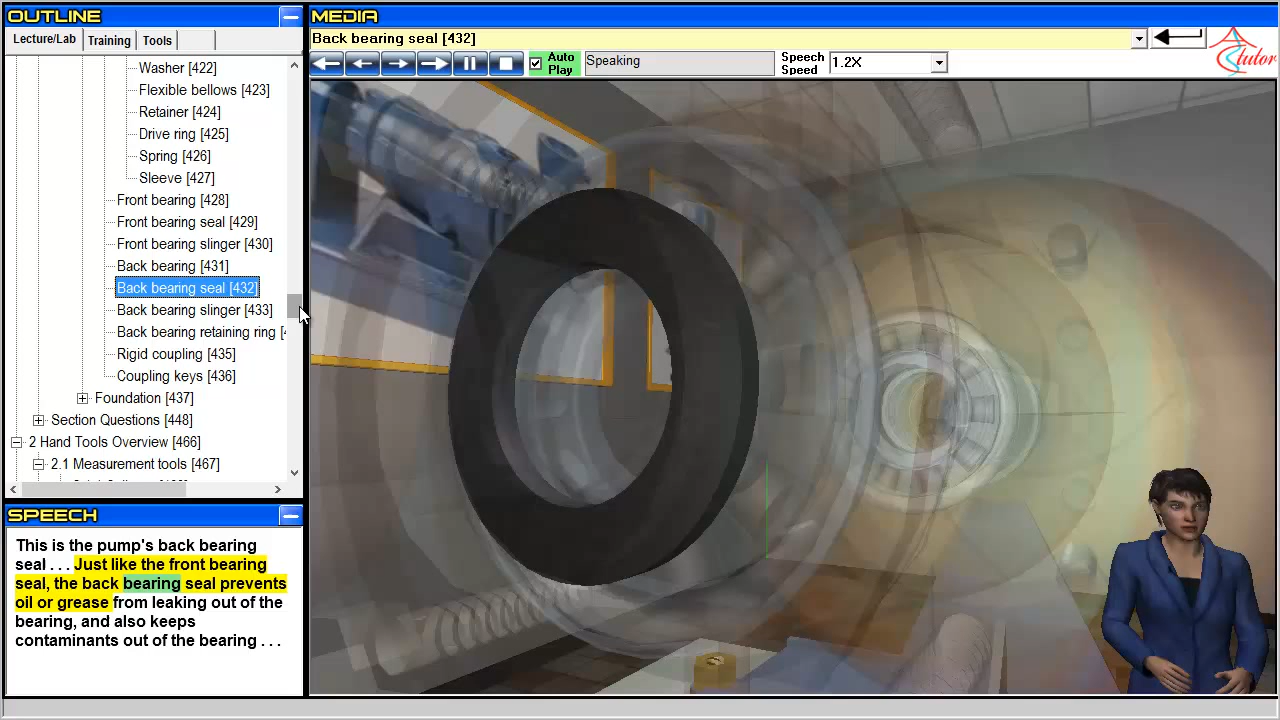 OUTLINE
Lecture/Lab Training Tools
Washer [422]
Flexible bellows [423]
Retainer [424]
Drive ring [425]
Spring [426]
Sleeve [427]
Front bearing [428]
Front bearing seal [429]
Front bearing slinger [430]
Back bearing [431]
Back bearing seal [432]
Back bearing slinger [433]
Back bearing retaining ring [
Rigid coupling [435]
Coupling keys [436]
Foundation [437]
Section Questions [448]
2 Hand Tools Overview [466]
2.1 Measurement tools [467]
SPEECH
This is the pump's back bearing
seal . . . Just like the front bearing
seal, the back bearing seal prevents
oil or grease from leaking out of the
bearing, and also keeps
contaminants out of the bearing . . .
MEDIA
Back bearing seal [432]
Auto
Play
Speaking
Speech
Speed
1.2X
tutor